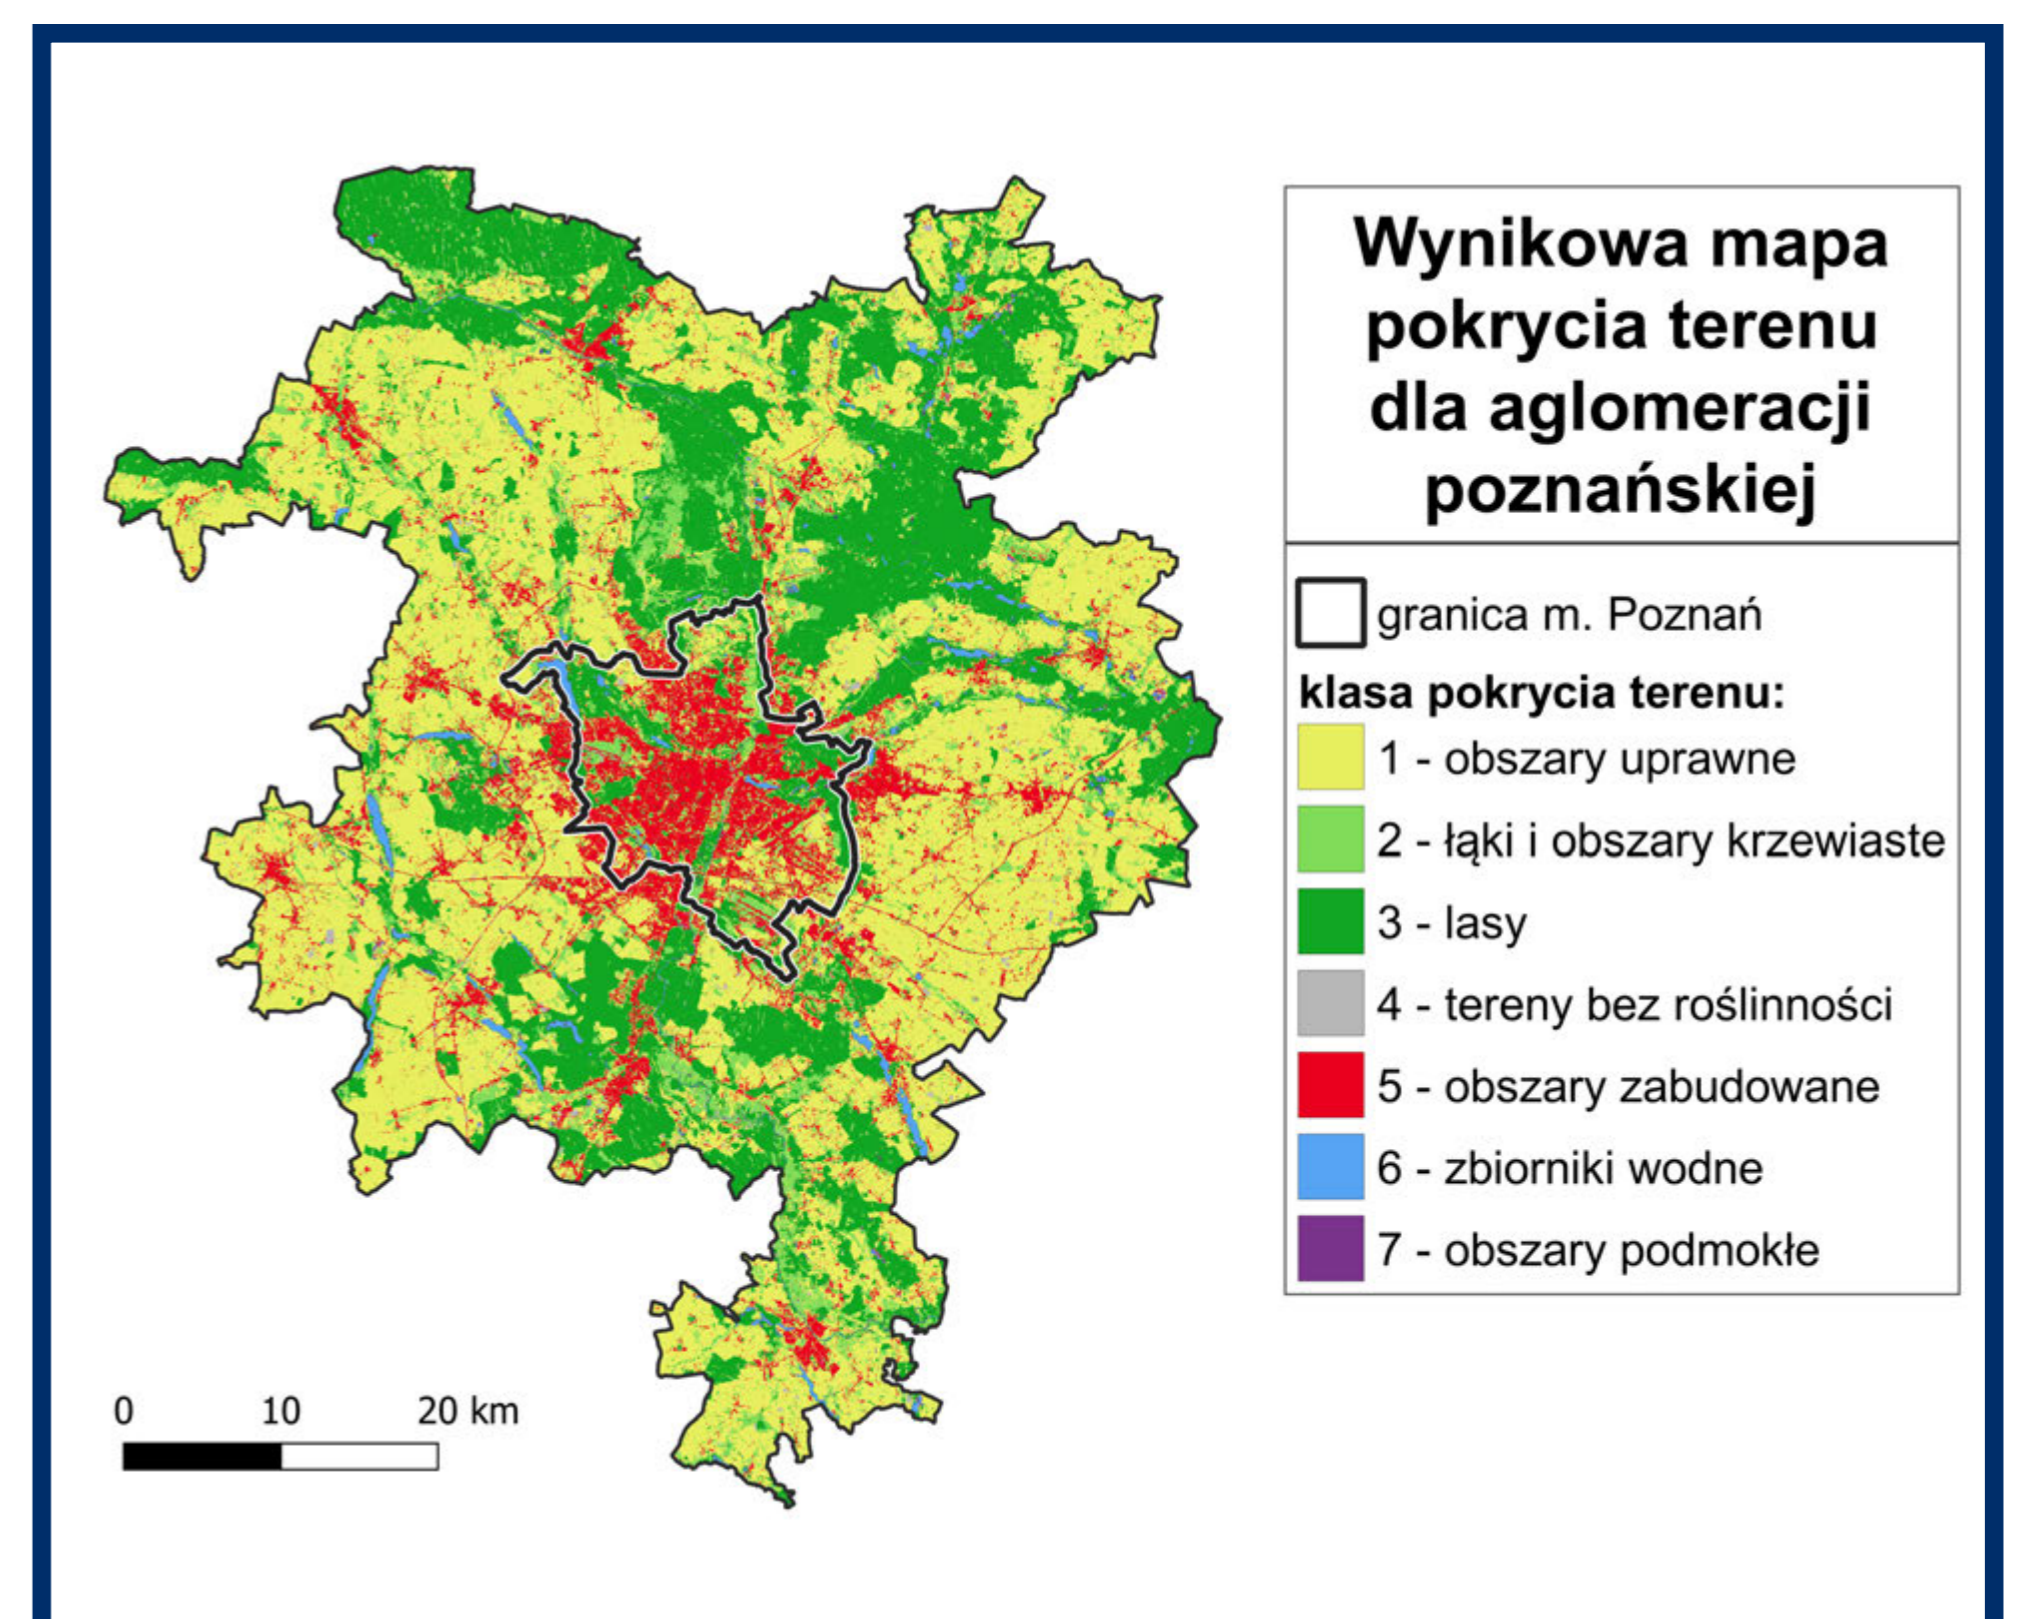 Wynikowa mapa
pokrycia terenu
dla aglomeracji
poznańskiej
granica m. Poznań
klasa pokrycia terenu:
1 - obszary uprawne
2 - łąki i obszary krzewiaste
3 - lasy
4 - tereny bez roślinności
5 - obszary zabudowane
6 - zbiorniki wodne
7 - obszary podmokłe
0 10 20 km